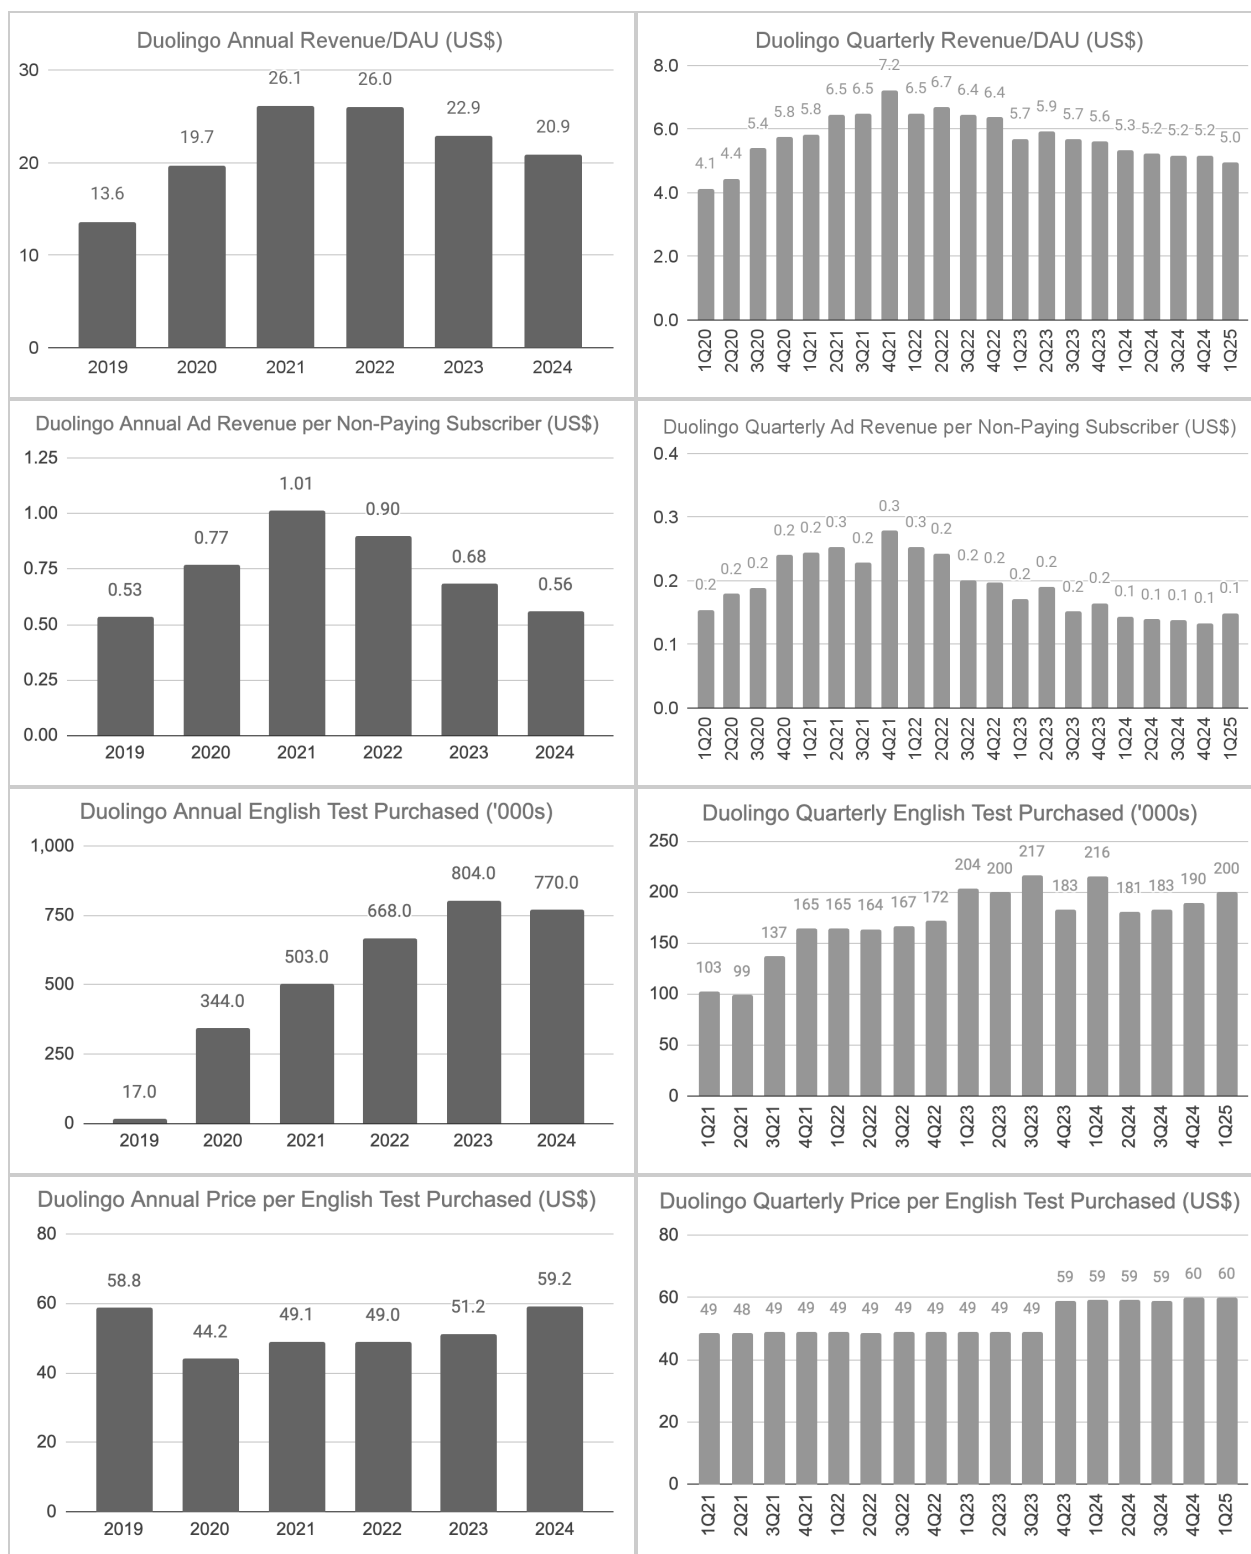 Duolingo Annual Revenue/DAU (US$)
30
20
10
0
13.6
19.7
26.1
26.0
22.9
20.9
2019
2020
2021
2022
2023
2024
Duolingo Quarterly Revenue/DAU (US$)
8.0
6.0
4.0
2.0
0.0
4.1
4.4
5.4
5.8
5.8
6.5
6.5
7.2
6.5
6.7
6.4
6.4
5.7
5.9
5.7
5.6
5.3
5.2
5.2
5.2
5.0
1Q20
2Q20
3Q20
4Q20
1Q21
2Q21
3Q21
4Q21
1Q22
2Q22
3Q22
4Q22
1Q23
2Q23
3Q23
4Q23
1Q24
2Q24
3Q24
4Q24
1Q25
Duolingo Annual Ad Revenue per Non-Paying Subscriber (US$)
1.25
1.00
0.75
0.50
0.25
0.00
0.53
0.77
1.01
0.90
0.68
0.56
2019
2020
2021
2022
2023
2024
Duolingo Quarterly Ad Revenue per Non-Paying Subscriber (US$)
0.4
0.3
0.2
0.1
0.0
0.2
0.2
0.2
0.2
0.2
0.3
0.2
0.3
0.3
0.2
0.2
0.2
0.2
0.2
0.2
0.2
0.1
0.1
0.1
0.1
0.1
1Q20
2Q20
3Q20
4Q20
1Q21
2Q21
3Q21
4Q21
1Q22
2Q22
3Q22
4Q22
1Q23
2Q23
3Q23
4Q23
1Q24
2Q24
3Q24
4Q24
1Q25
Duolingo Annual English Test Purchased ('000s)
1,000
750
500
250
0
17.0
344.0
503.0
668.0
804.0
770.0
2019
2020
2021
2022
2023
2024
Duolingo Quarterly English Test Purchased ('000s)
250
200
150
100
50
0
103
99
137
165
165
164
167
172
204
200
217
183
216
181
183
190
200
1Q21
2Q21
3Q21
4Q21
1Q22
2Q22
3Q22
4Q22
1Q23
2Q23
3Q23
4Q23
1Q24
2Q24
3Q24
4Q24
1Q25
Duolingo Annual Price per English Test Purchased (US$)
80
60
40
20
0
58.8
44.2
49.1
49.0
51.2
59.2
2019
2020
2021
2022
2023
2024
Duolingo Quarterly Price per English Test Purchased (US$)
80
60
40
20
0
49
48
49
49
49
49
49
49
49
49
49
59
59
59
59
60
60
1Q21
2Q21
3Q21
4Q21
1Q22
2Q22
3Q22
4Q22
1Q23
2Q23
3Q23
4Q23
1Q24
2Q24
3Q24
4Q24
1Q25